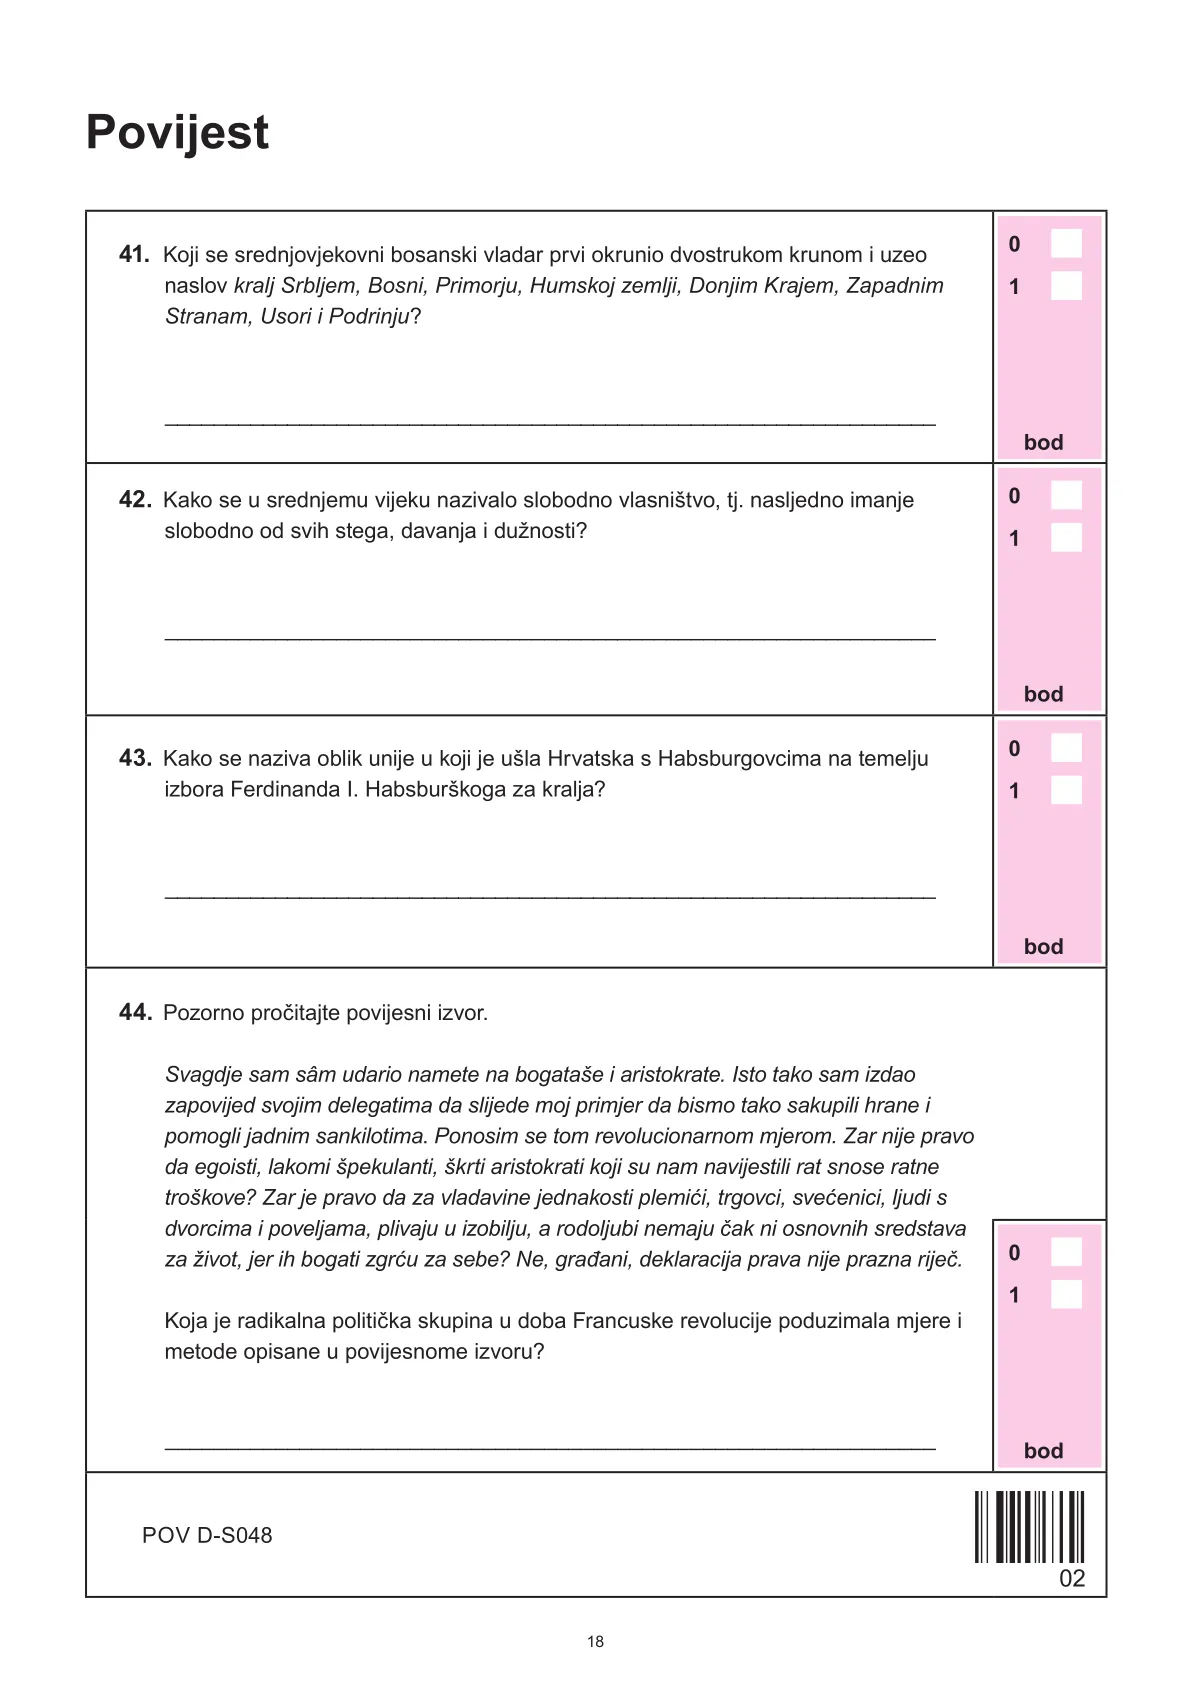 Povijest
41. Koji se srednjovjekovni bosanski vladar prvi okrunio dvostrukom krunom i uzeo
naslov kralj Srbljem, Bosni, Primorju, Humskoj zemlji, Donjim Krajem, Zapadnim
Stranam, Usori i Podrinju?
0
1
bod
42. Kako se u srednjemu vijeku nazivalo slobodno vlasništvo, tj. nasljedno imanje
slobodno od svih stega, davanja i dužnosti?
0
1
bod
43. Kako se naziva oblik unije u koji je ušla Hrvatska s Habsburgovcima na temelju
izbora Ferdinanda I. Habsburškoga za kralja?
0
1
bod
44. Pozorno pročitajte povijesni izvor.
Svagdje sam sâm udario namete na bogataše i aristokrate. Isto tako sam izdao
zapovijed svojim delegatima da slijede moj primjer da bismo tako sakupili hrane i
pomogli jadnim sankilotima. Ponosim se tom revolucionarnom mjerom. Zar nije pravo
da egoisti, lakomi špekulanti, škrti aristokrati koji su nam navijestili rat snose ratne
troškove? Zar je pravo da za vladavine jednakosti plemići, trgovci, svećenici, ljudi s
dvorcima i poveljama, plivaju u izobilju, a rodoljubi nemaju čak ni osnovnih sredstava
za život, jer ih bogati zgrću za sebe? Ne, građani, deklaracija prava nije prazna riječ.
Koja je radikalna politička skupina u doba Francuske revolucije poduzimala mjere i
metode opisane u povijesnome izvoru?
0
1
bod
POV D-S048
02
18